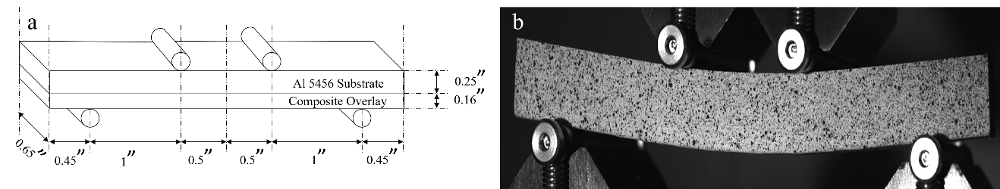 a
Al 5456 Substrate
Composite Overlay
0.25”
0.16”
0.65”
0.45”
1”
0.5”
0.5”
1”
0.45”
b